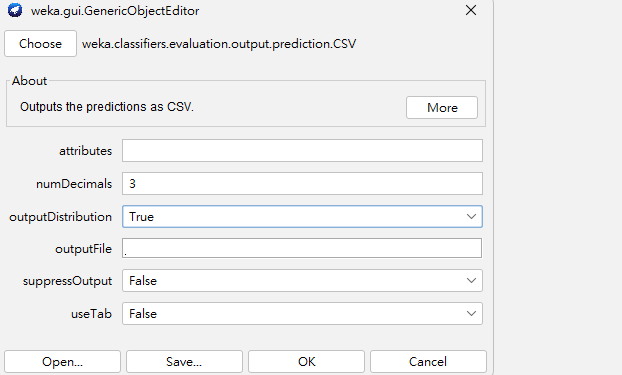 weka.gui.GenericObjectEditor
Choose weka.classifiers.evaluation.output.prediction.CSV
About
Outputs the predictions as CSV.
More
attributes
numDecimals 3
outputDistribution True
outputFile .
suppressOutput False
useTab False
Open... Save... OK Cancel